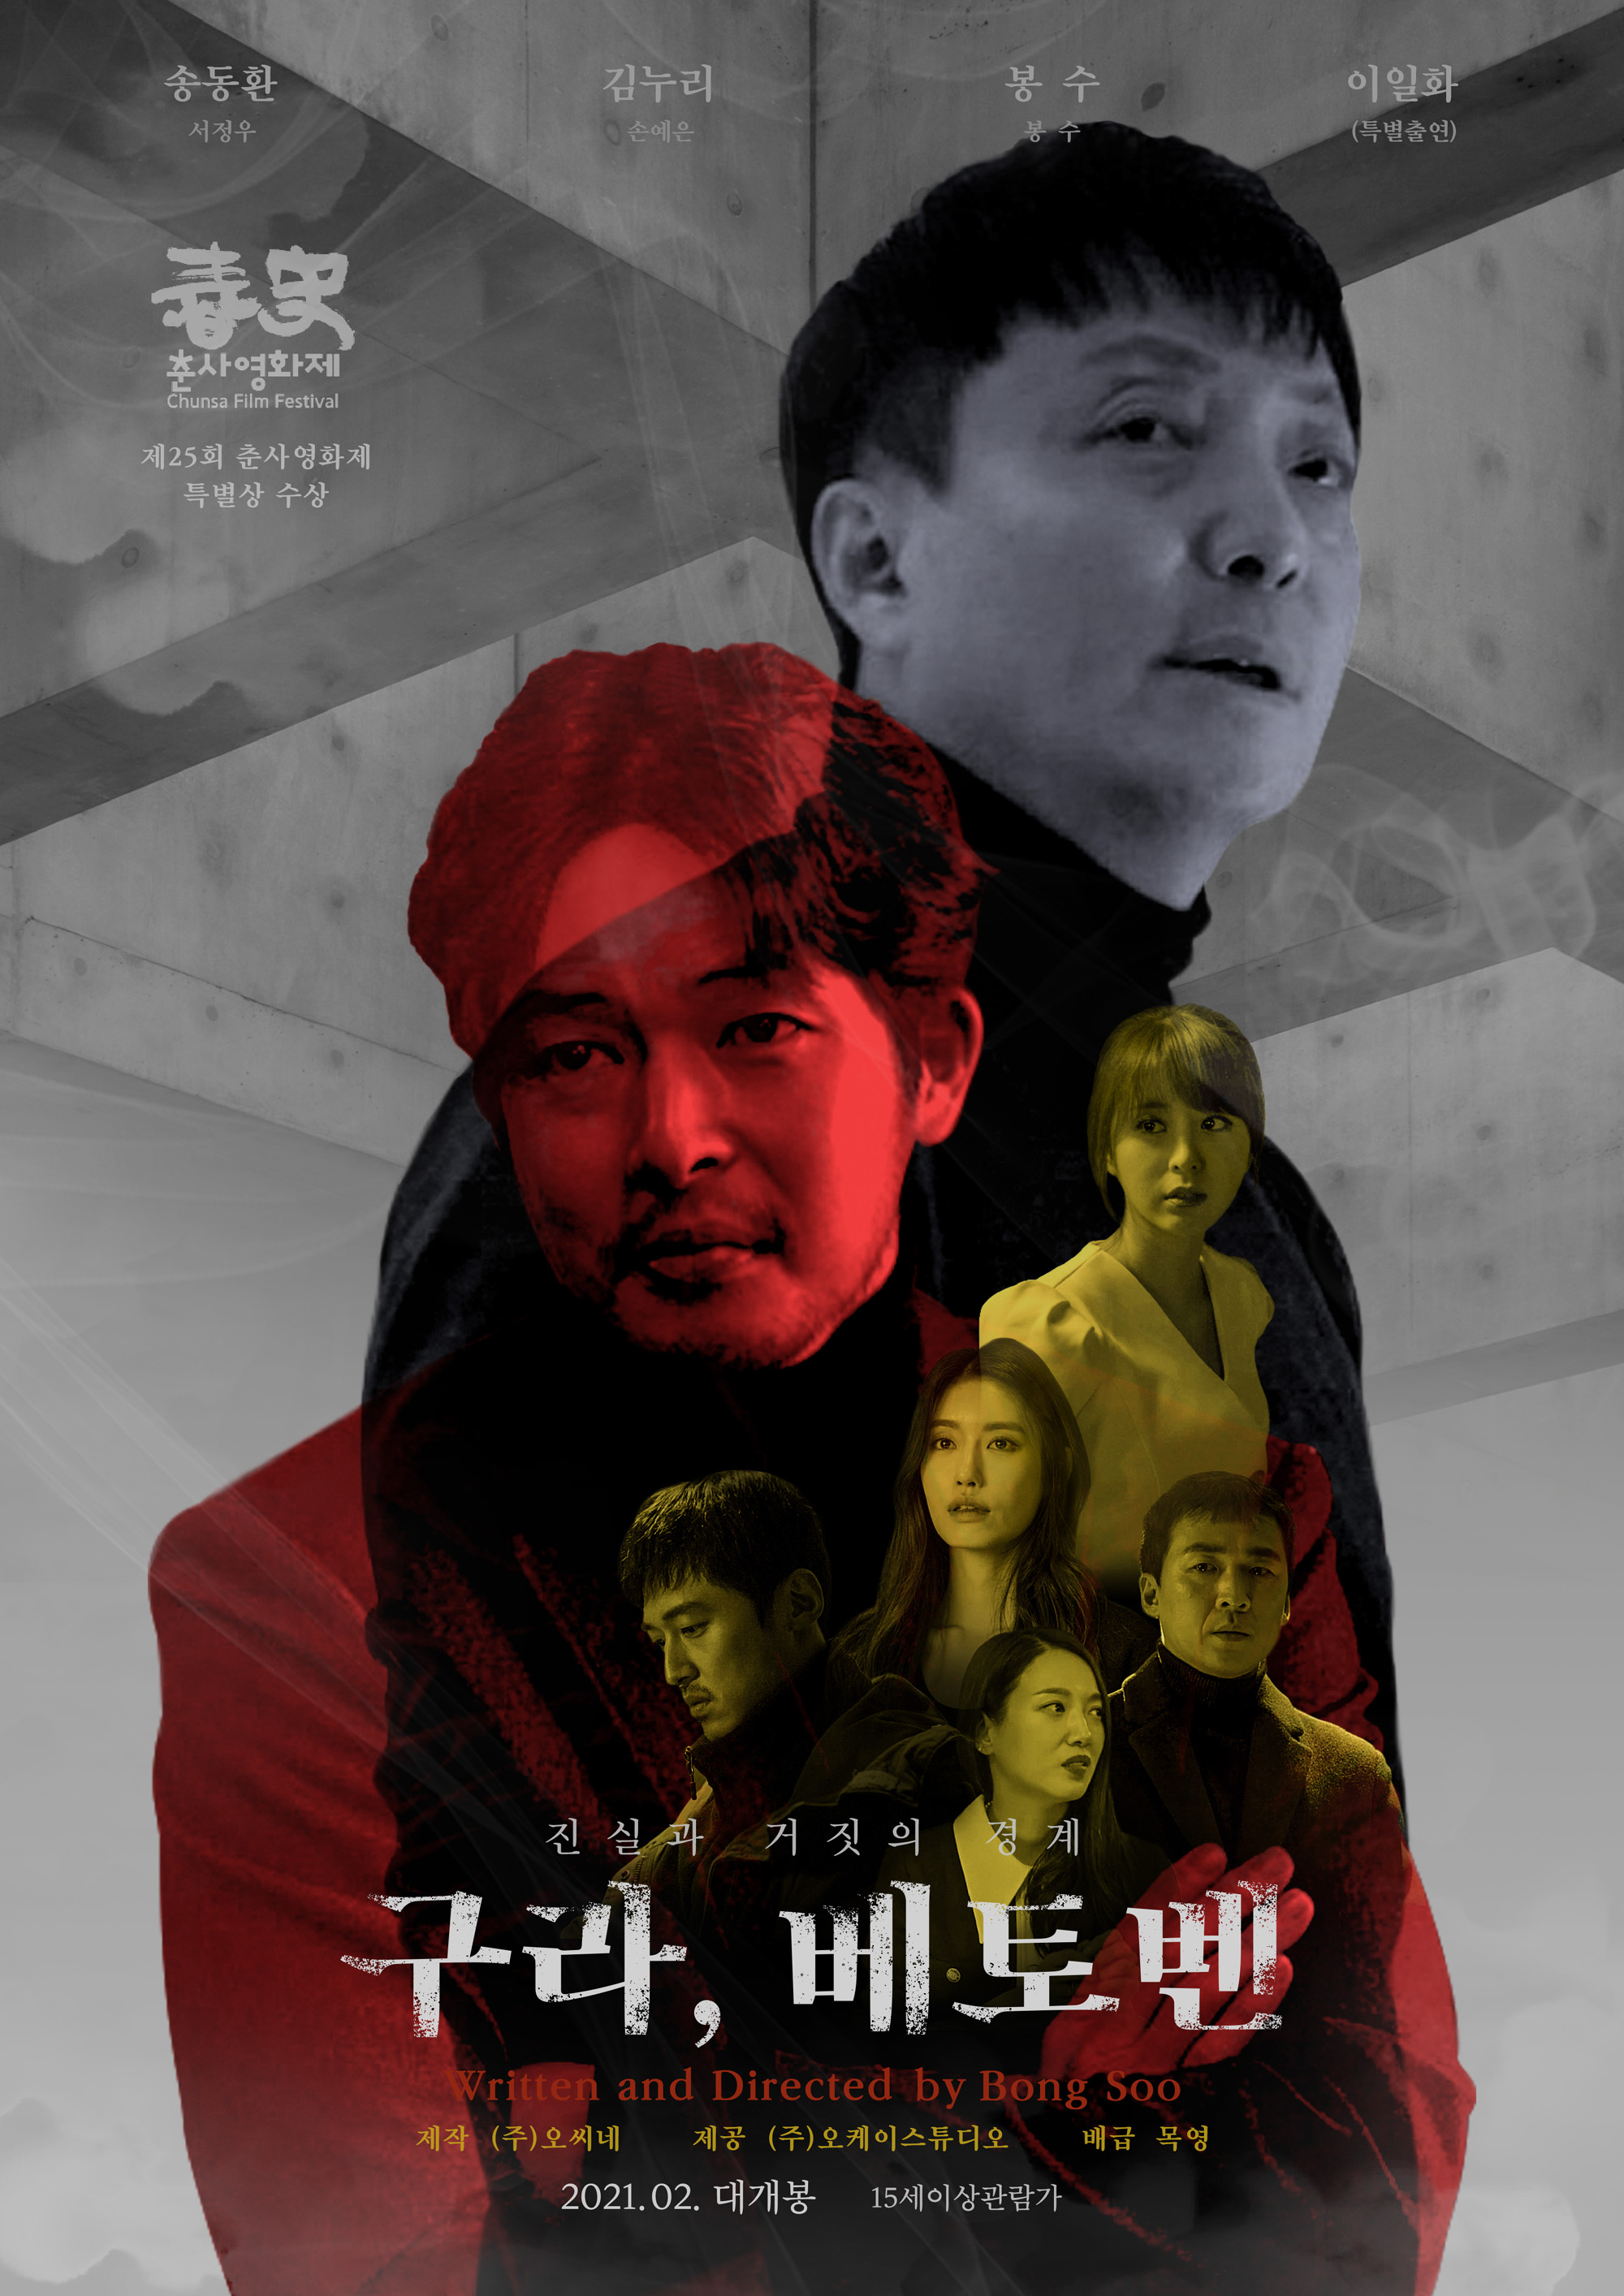 송동환 김누리 봉 수 이일화
서정우 손예은 봉 수 (특별출연)
春史
춘사영화제
Chunsa Film Festival
제25회 춘사영화제
특별상 수상
진실과 거짓의 경계
구라, 베토벤
Written and Directed by Bong Soo
제작 (주)오씨네 제공 (주)오케이스튜디오 배급 목영
2021.02. 대개봉 15세이상관람가